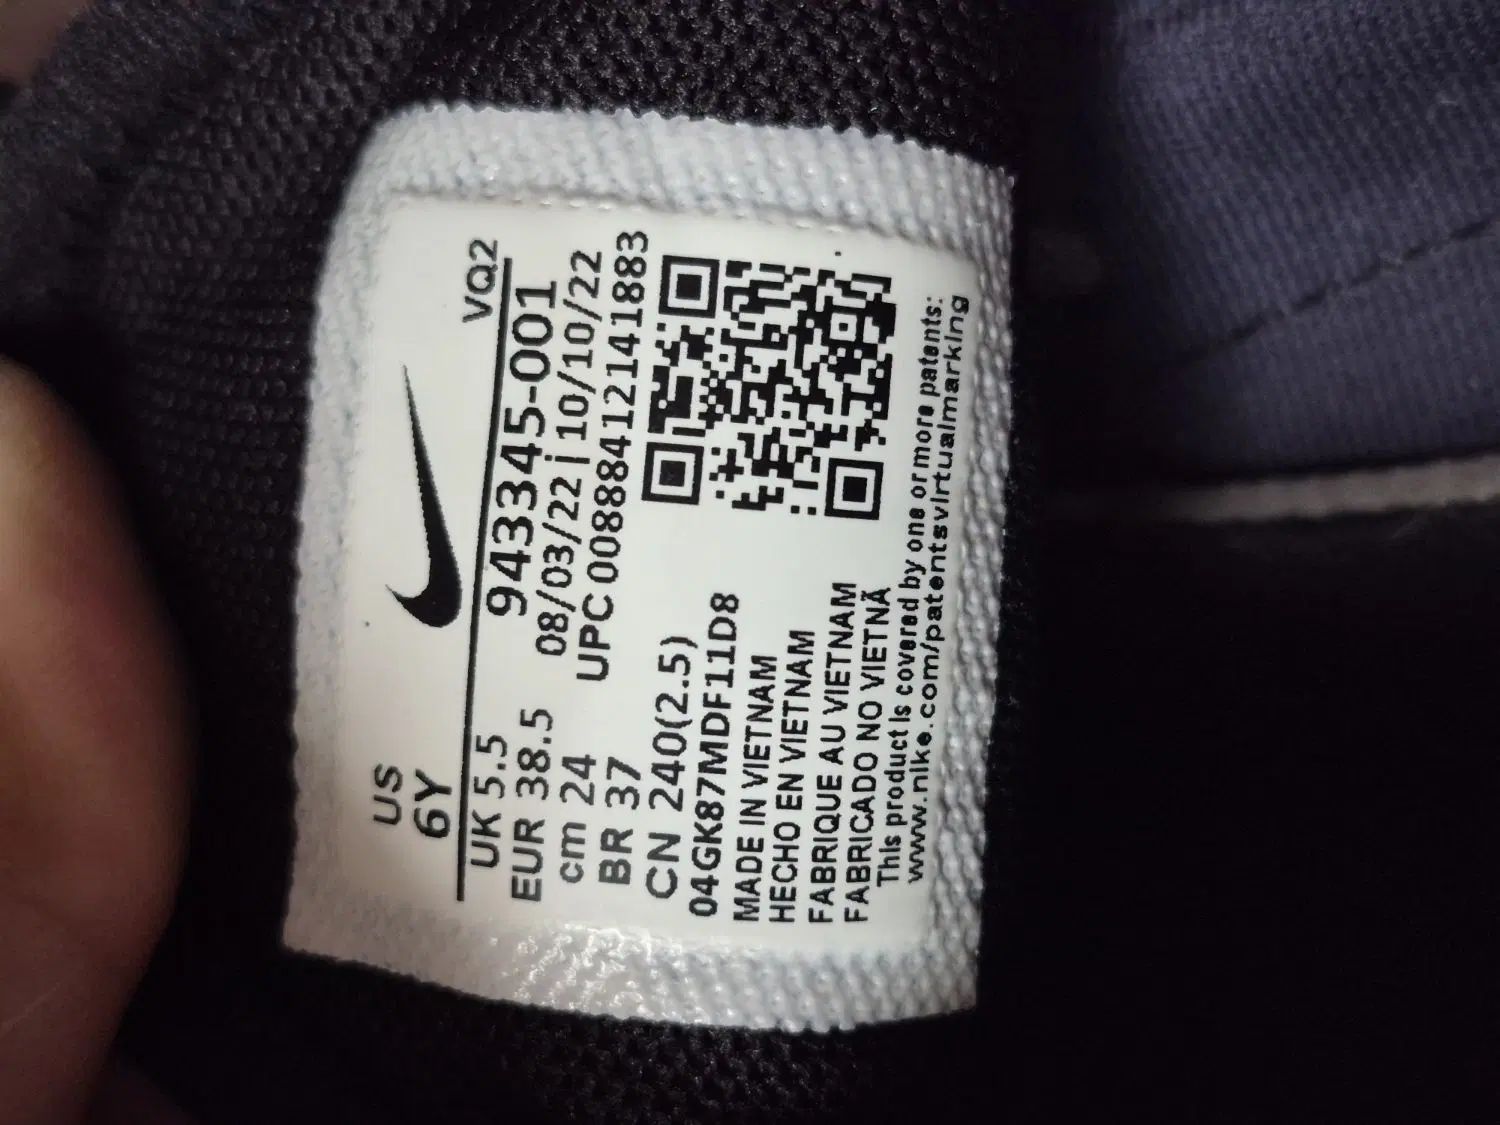 US
6Y
VQ2
UK 5.5
943345-001
EUR 38.5
08/03/22 | 10/10/22
cm 24
UPC 00888412141883
BR 37
CN 240(2.5)
04GK87MDF11D8
MADE IN VIETNAM
HECHO EN VIETNAM
FABRIQUE AU VIETNAM
FABRICADO NO VIETNÃ
This product is covered by one or more patents:
www.nike.com/patentsvirtualmarking